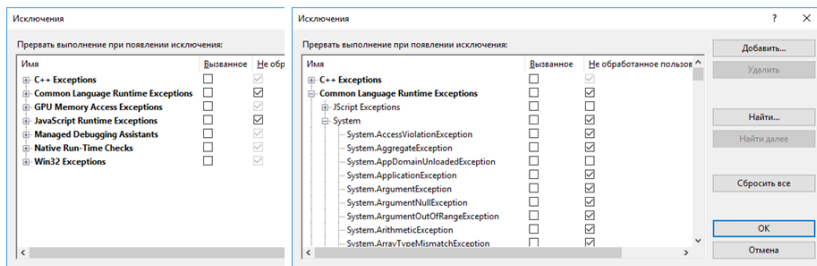 Исключения
Прервать выполнение при появлении исключения:
Имя Вызванное Не обр
C++ Exceptions
Common Language Runtime Exceptions
GPU Memory Access Exceptions
JavaScript Runtime Exceptions
Managed Debugging Assistants
Native Run-Time Checks
Win32 Exceptions
Исключения
Прервать выполнение при появлении исключения:
Имя Вызванное Не обработанное пользов
C++ Exceptions
Common Language Runtime Exceptions
JScript Exceptions
System
System.AccessViolationException
System.AggregateException
System.AppDomainUnloadedException
System.ApplicationException
System.ArgumentException
System.ArgumentNullException
System.ArgumentOutOfRangeException
System.ArithmeticException
System.ArrayTypeMismatchException
Добавить...
Удалить
Найти...
Найти далее
Сбросить все
OK
Отмена